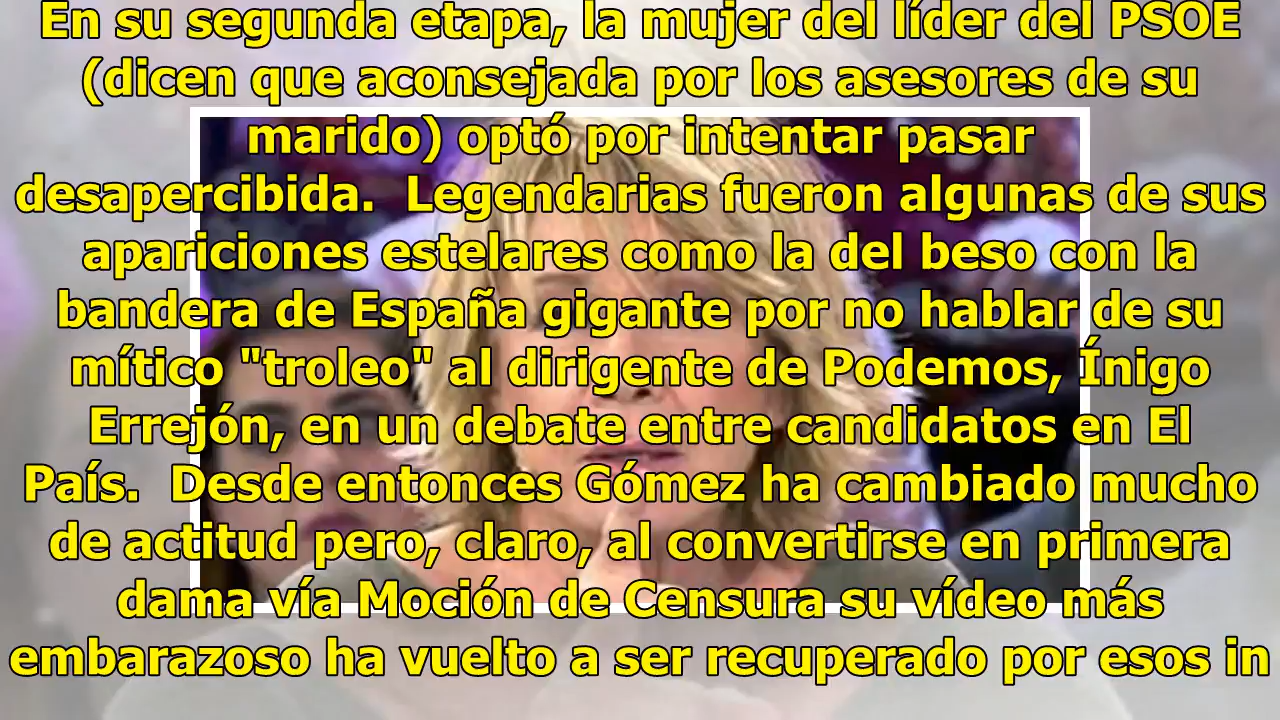 En su segunda etapa, la mujer del líder del PSOE
(dicen que aconsejada por los asesores de su
marido) optó por intentar pasar
desapercibida.  Legendarias fueron algunas de sus
apariciones estelares como la del beso con la
bandera de España gigante por no hablar de su
mítico "troleo" al dirigente de Podemos, Ínigo
Errejón, en un debate entre candidatos en El
País.  Desde entonces Gómez ha cambiado mucho
de actitud pero, claro, al convertirse en primera
dama vía Moción de Censura su vídeo más
embarazoso ha vuelto a ser recuperado por esos in